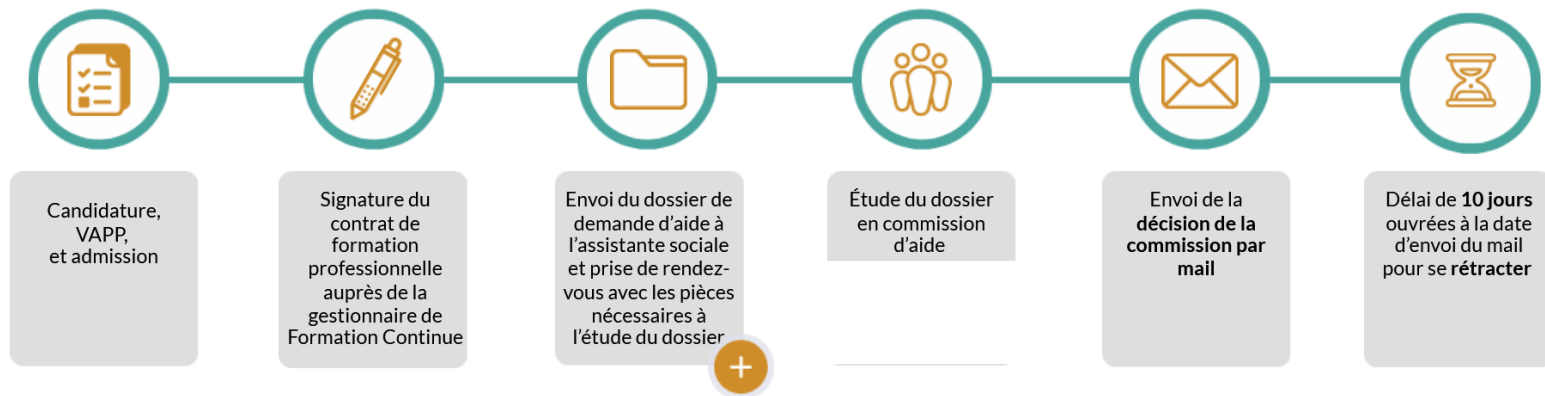 Candidature,
VAPP,
et admission
Signature du
contrat de
formation
professionnelle
auprès de la
gestionnaire de
Formation Continue
Envoi du dossier de
demande d'aide à
l'assistante sociale
et prise de rendez-
vous avec les pièces
nécessaires à
l'étude du dossier
Étude du dossier
en commission
d'aide
Envoi de la
décision de la
commission par
mail
Délai de 10 jours
ouvrées à la date
d'envoi du mail
pour se rétracter